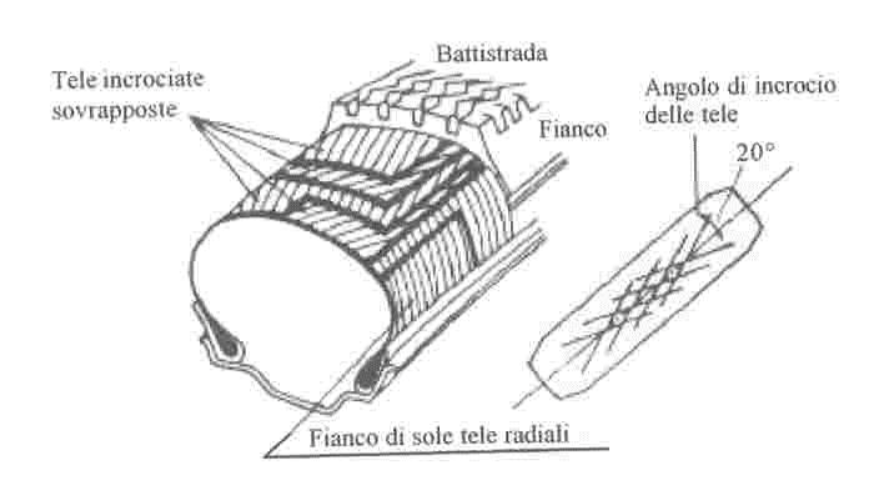 Battistrada
Tele incrociate
sovrapposte
Angolo di incrocio
delle tele
Fianco
20°
Fianco di sole tele radiali